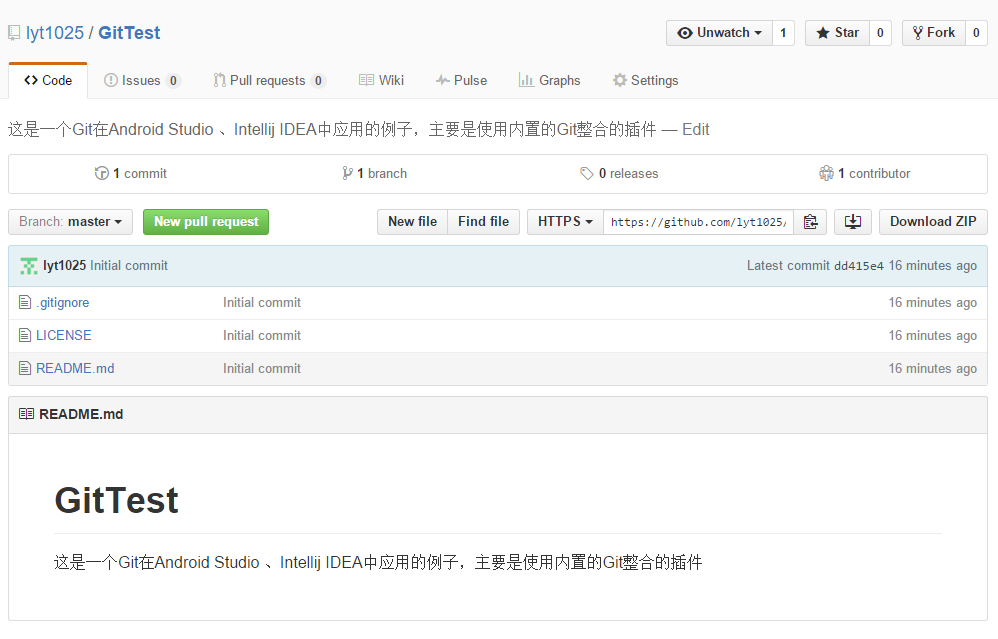 lyt1025 / GitTest
Unwatch 1 Star 0 Fork 0
Code Issues 0 Pull requests 0 Wiki Pulse Graphs Settings
这是一个Git在Android Studio 、Intellij IDEA中应用的例子，主要是使用内置的Git整合的插件 — Edit
1 commit 1 branch 0 releases 1 contributor
Branch: master New pull request New file Find file HTTPS https://github.com/lyt1025/ Download ZIP
lyt1025 Initial commit Latest commit dd415e4 16 minutes ago
.gitignore Initial commit 16 minutes ago
LICENSE Initial commit 16 minutes ago
README.md Initial commit 16 minutes ago
README.md
GitTest
这是一个Git在Android Studio 、Intellij IDEA中应用的例子，主要是使用内置的Git整合的插件